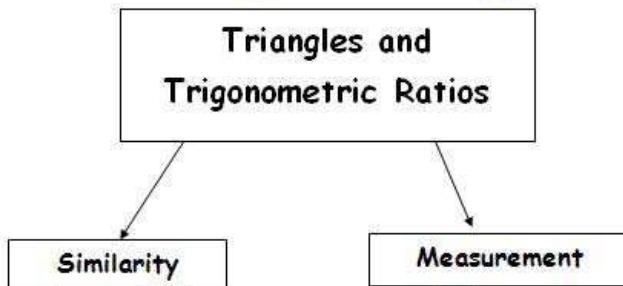 Triangles and
Trigonometric Ratios
Similarity
Measurement